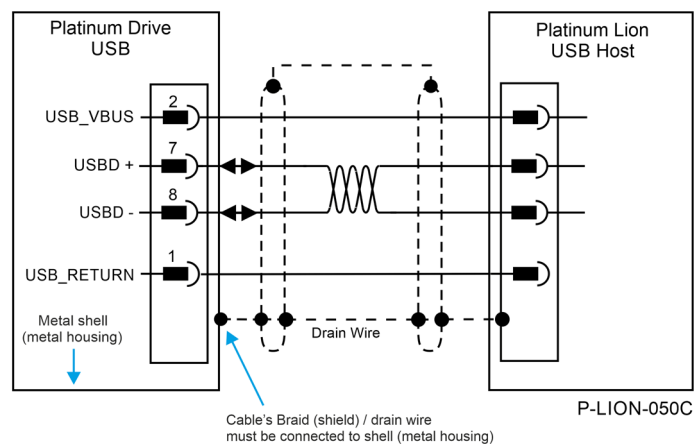 Platinum Drive
USB
Platinum Lion
USB Host
USB_VBUS
2
USBD +
7
USBD -
8
USB_RETURN
1
Metal shell
(metal housing)
Drain Wire
P-LION-050C
Cable's Braid (shield) / drain wire
must be connected to shell (metal housing)